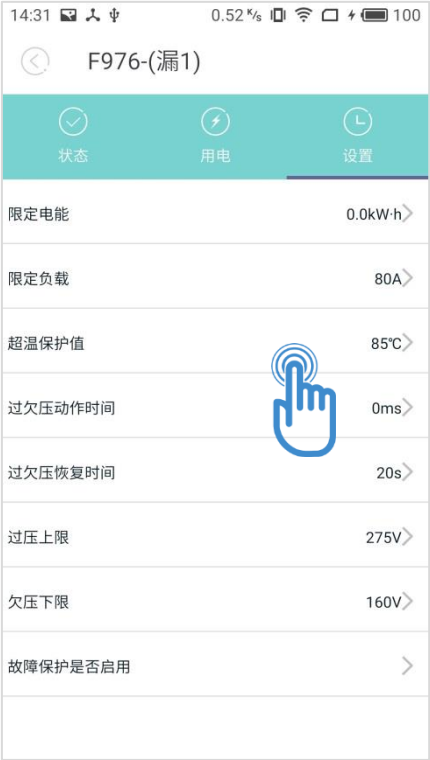 14:31 0.52 K/s 100
F976-(漏1)
状态 用电 设置
限定电能 0.0kW·h
限定负载 80A
超温保护值 85℃
过欠压动作时间 0ms
过欠压恢复时间 20s
过压上限 275V
欠压下限 160V
故障保护是否启用